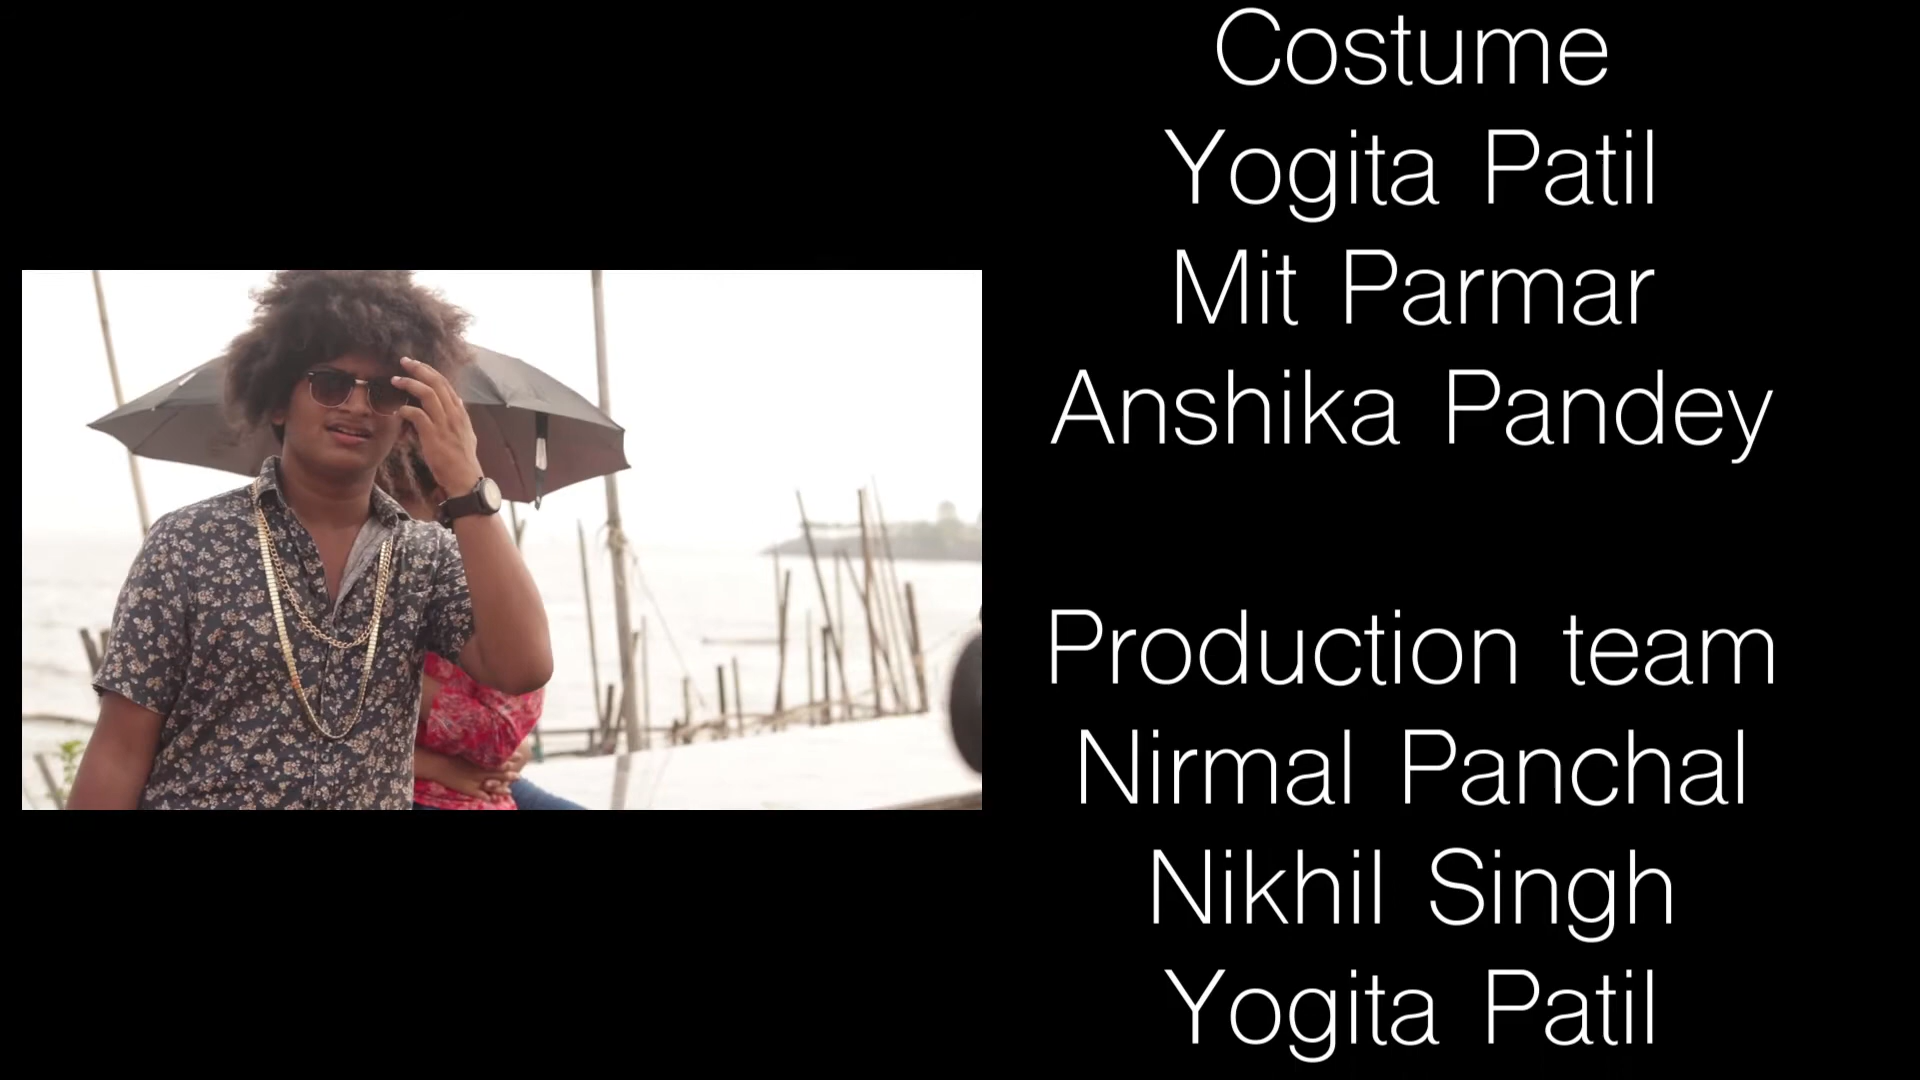 Costume
Yogita Patil
Mit Parmar
Anshika Pandey
Production team
Nirmal Panchal
Nikhil Singh
Yogita Patil